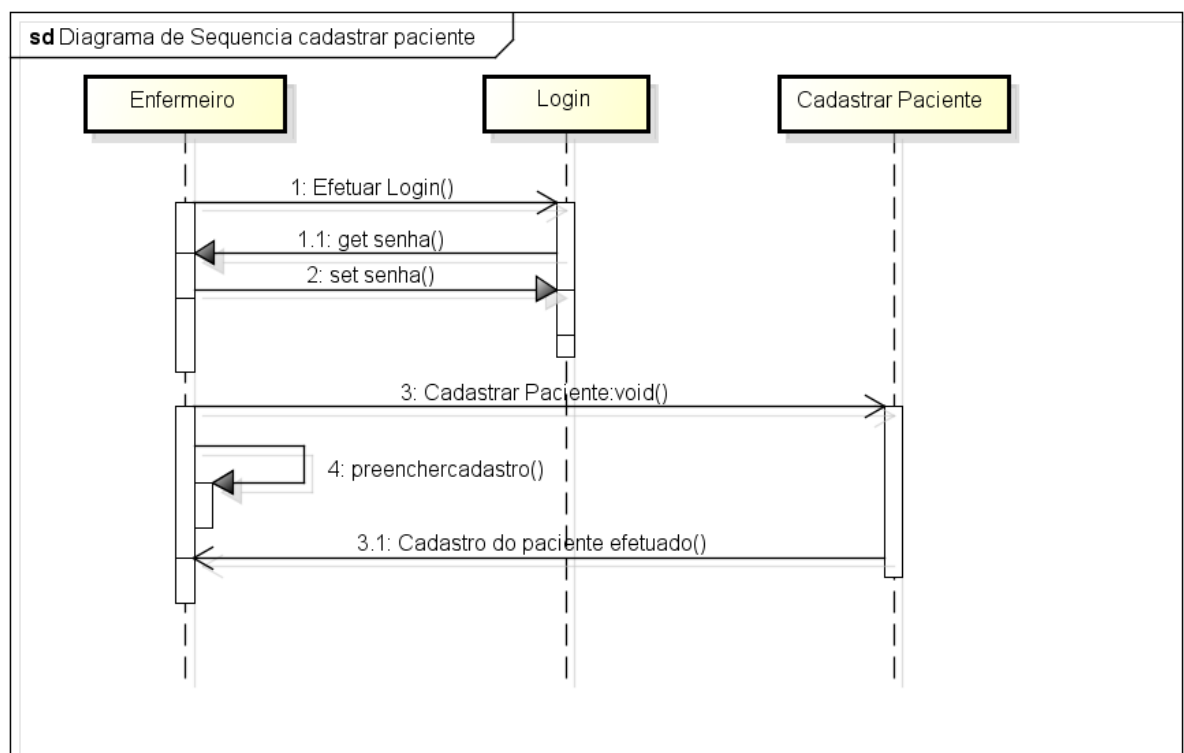 sd Diagrama de Sequencia cadastrar paciente
Enfermeiro
Login
Cadastrar Paciente
1: Efetuar Login()
1.1: get senha()
2: set senha()
3: Cadastrar Paciente:void()
4: preenchercadastro()
3.1: Cadastro do paciente efetuado()